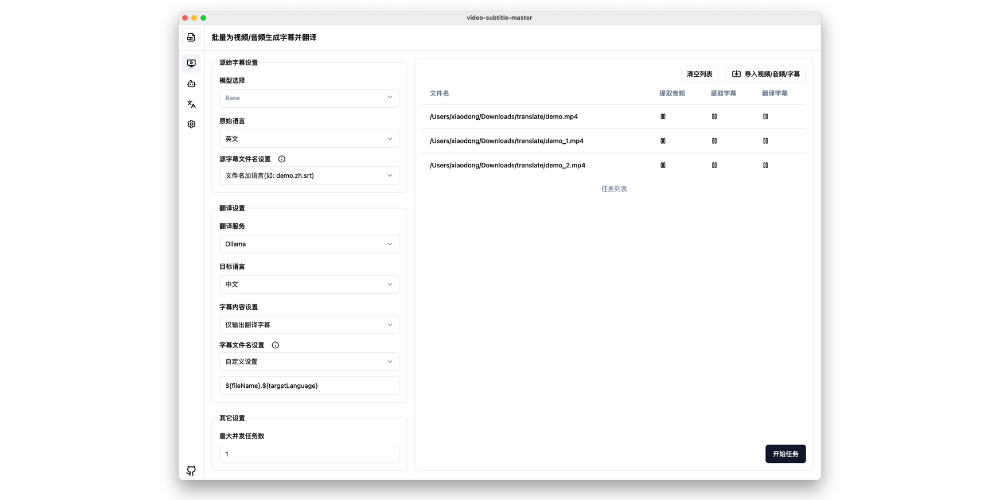 video-subtitle-master
批量为视频/音频生成字幕并翻译
源字幕设置
模型选择
Base
原始语言
英文
源字幕文件名设置
文件名加语言(如: demo.zh.srt)
翻译设置
翻译服务
Ollama
目标语言
中文
字幕内容设置
仅输出翻译字幕
字幕文件名设置
自定义设置
${fileName}.${targetLanguage}
其它设置
最大并发任务数
1
清空列表
导入视频/音频/字幕
文件名 提取音频 提取字幕 翻译字幕
/Users/xiaodong/Downloads/translate/demo.mp4
/Users/xiaodong/Downloads/translate/demo_1.mp4
/Users/xiaodong/Downloads/translate/demo_2.mp4
任务列表
开始任务